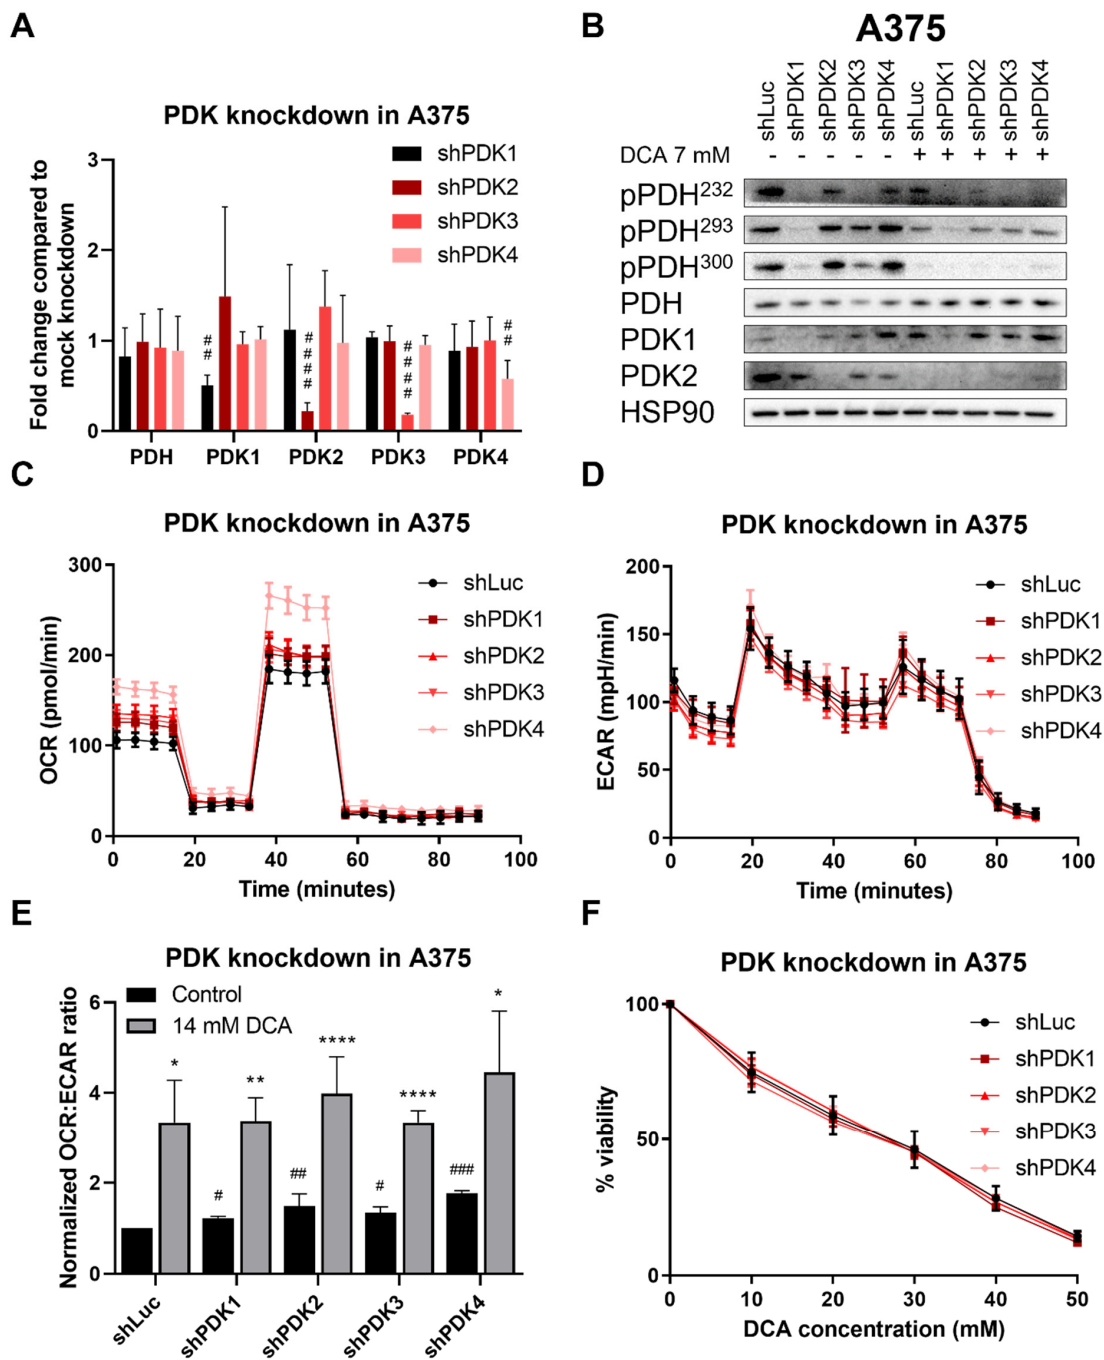 A
PDK knockdown in A375
Fold change compared to
mock knockdown
3
2
1
0
shPDK1
shPDK2
shPDK3
shPDK4
##
####
####
##
PDH PDK1 PDK2 PDK3 PDK4
B
A375
shLuc shPDK1 shPDK2 shPDK3 shPDK4 shLuc shPDK1 shPDK2 shPDK3 shPDK4
DCA 7 mM - - - - - + + + + +
pPDH232
pPDH293
pPDH300
PDH
PDK1
PDK2
HSP90
C
PDK knockdown in A375
OCR (pmol/min)
300
200
100
0
shLuc
shPDK1
shPDK2
shPDK3
shPDK4
0 20 40 60 80 100
Time (minutes)
D
PDK knockdown in A375
ECAR (mpH/min)
200
150
100
50
0
shLuc
shPDK1
shPDK2
shPDK3
shPDK4
0 20 40 60 80 100
Time (minutes)
E
PDK knockdown in A375
Normalized OCR:ECAR ratio
6
4
2
0
Control
14 mM DCA
* ** **** **** *
# ## # ###
shLuc shPDK1 shPDK2 shPDK3 shPDK4
F
PDK knockdown in A375
% viability
100
50
0
shLuc
shPDK1
shPDK2
shPDK3
shPDK4
0 10 20 30 40 50
DCA concentration (mM)